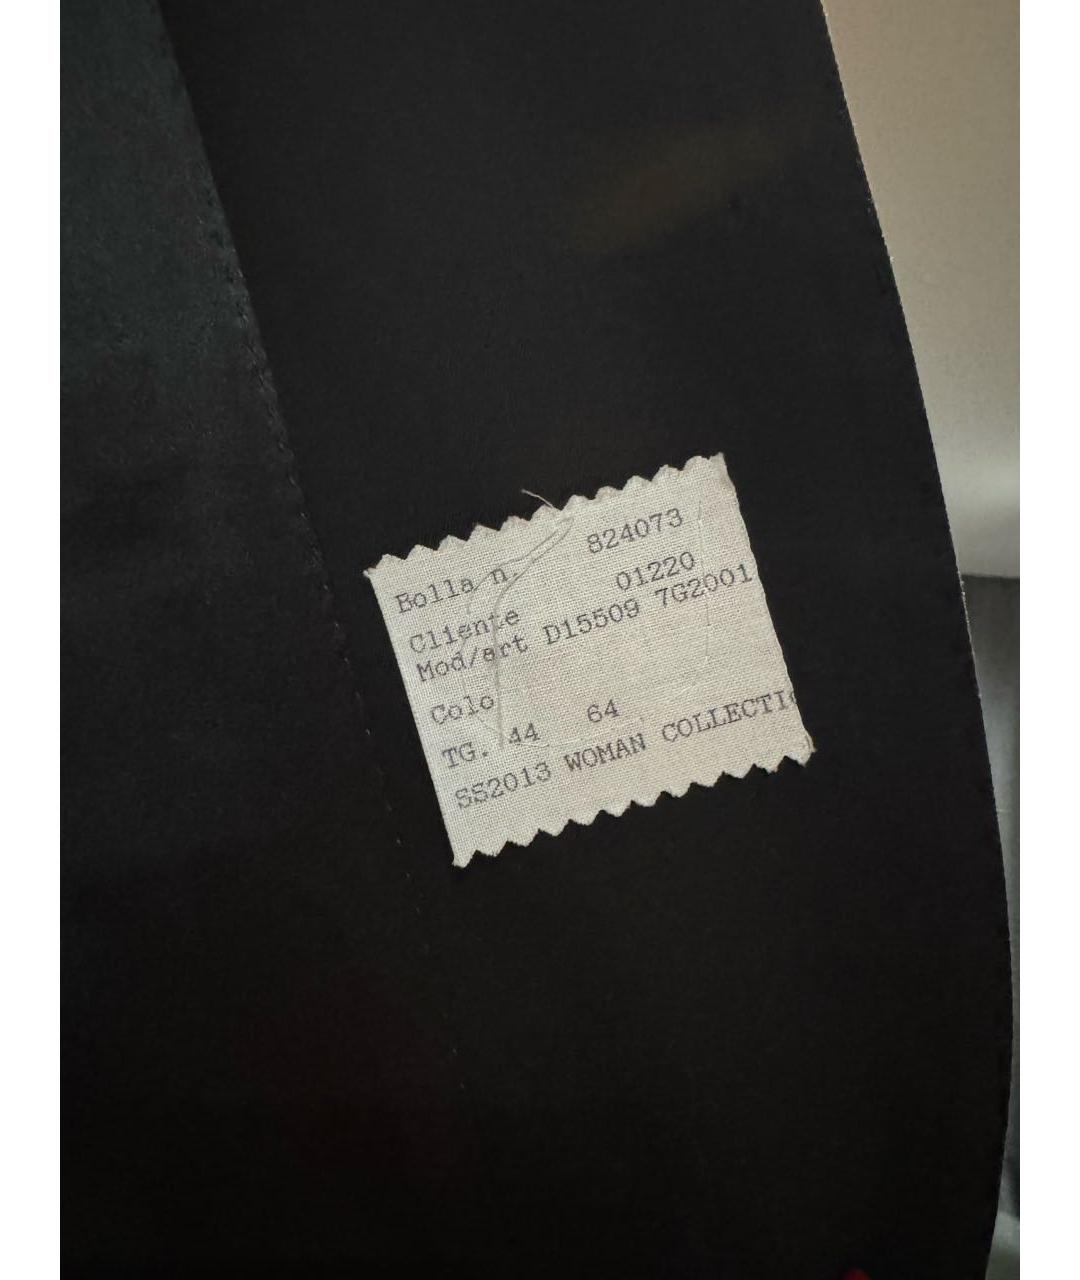 Bolla n. 824073
Cliente 01220
Mod/art D15509 7G2001
Colo
TG. 44 64
SS2013 WOMAN COLLECTI